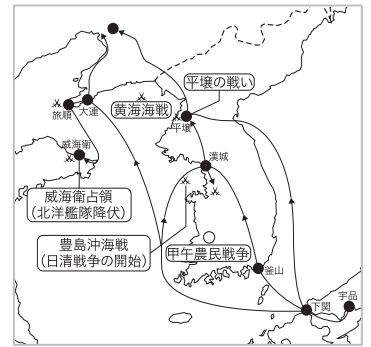 平壌の戦い
黄海海戦
旅順
大連
平壌
威海衛
漢城
威海衛占領
(北洋艦隊降伏)
豊島沖海戦
(日清戦争の開始)
甲午農民戦争
釜山
宇品
下関